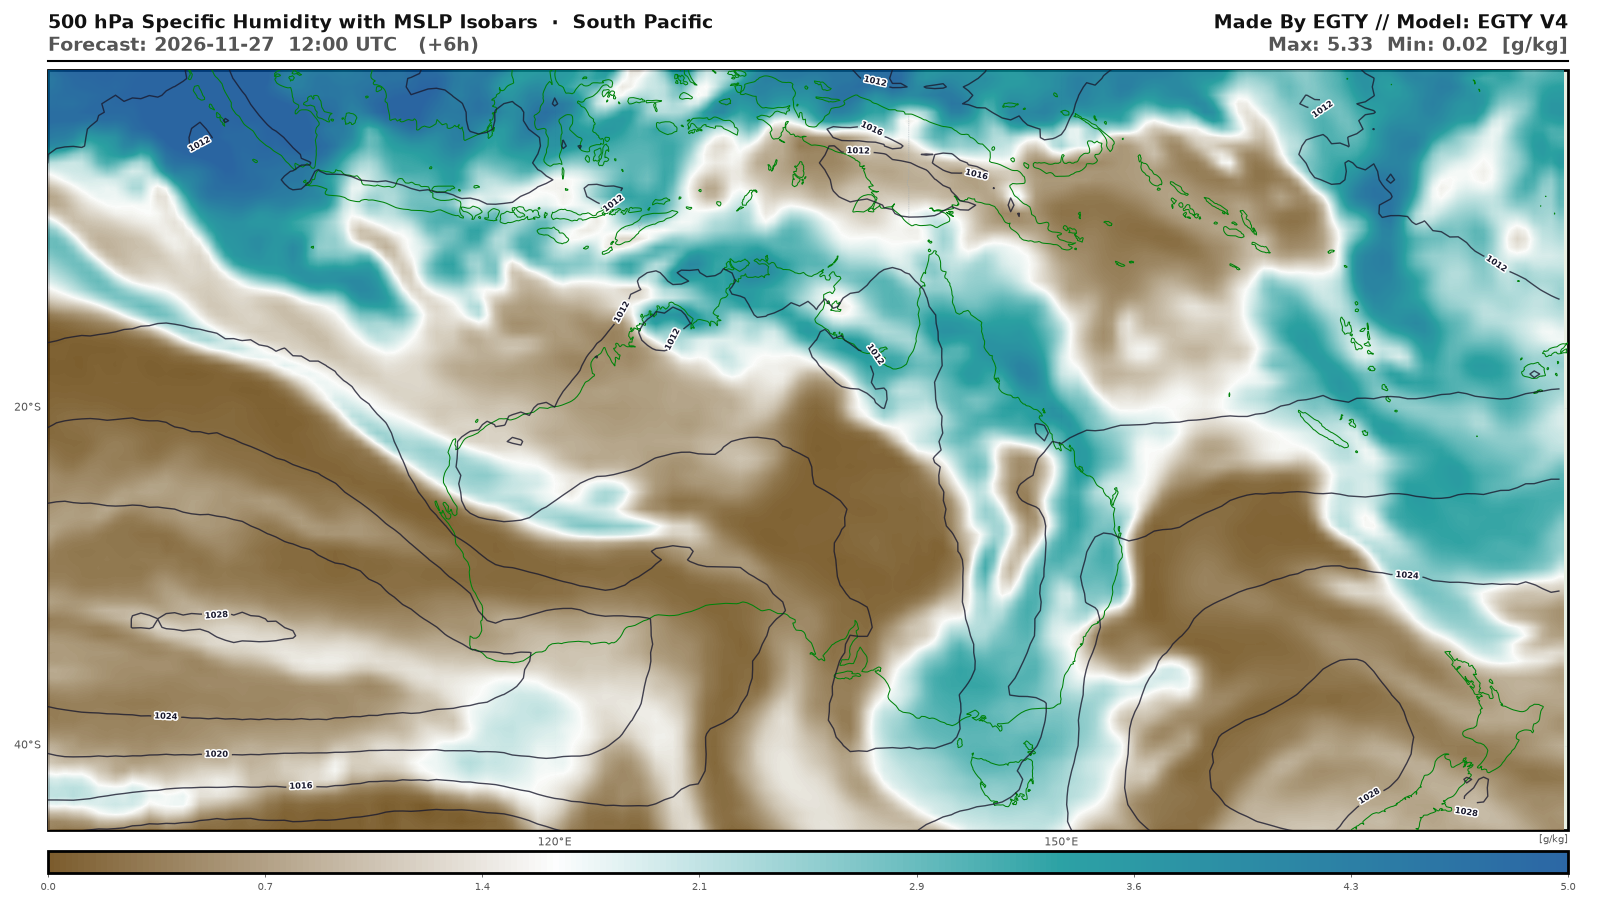 500 hPa Specific Humidity with MSLP Isobars · South Pacific
Made By EGTY // Model: EGTY V4
Forecast: 2026-11-27 12:00 UTC (+6h)
Max: 5.33 Min: 0.02 [g/kg]
1012
1012
1016
1012
1012
1016
1012
1012
1012
1012
1012
20°S
1024
1028
1024
40°S
1020
1016
1028
1028
120°E
150°E
[g/kg]
0.0 0.7 1.4 2.1 2.9 3.6 4.3 5.0